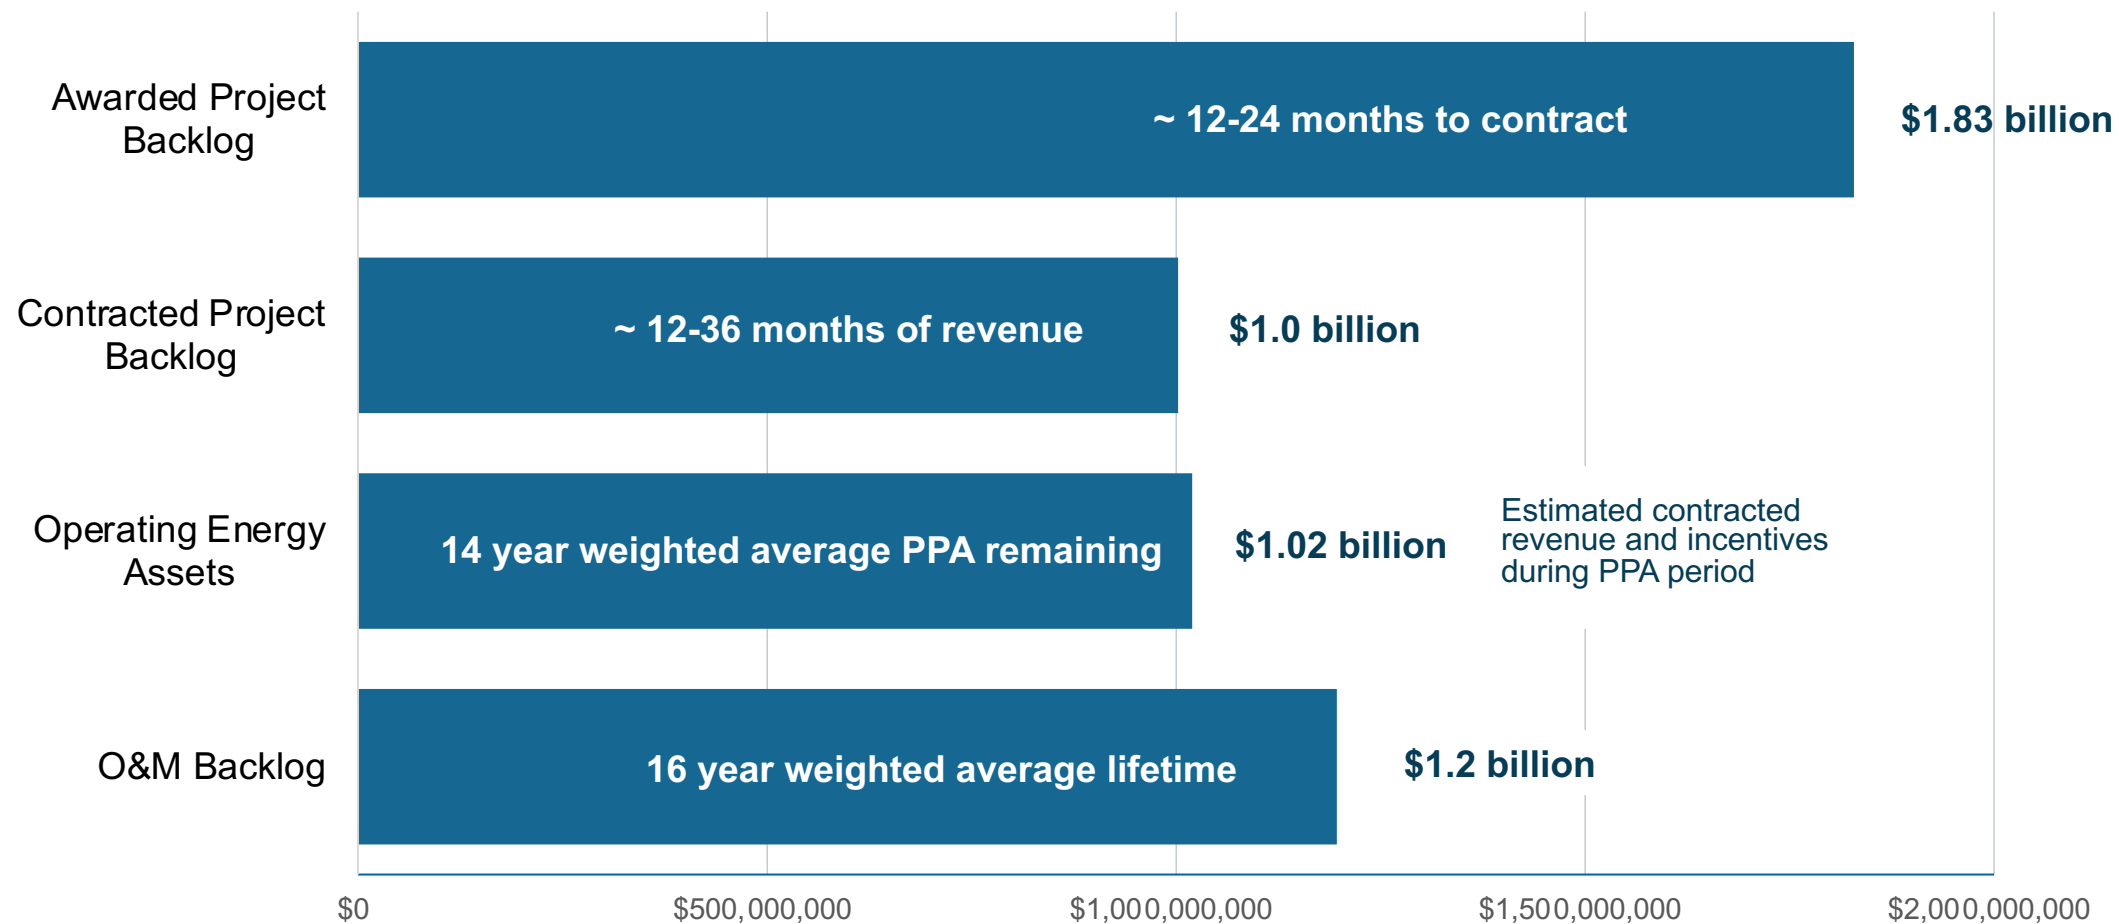 Awarded Project
Backlog
~ 12-24 months to contract
$1.83 billion
Contracted Project
Backlog
~ 12-36 months of revenue
$1.0 billion
Operating Energy
Assets
14 year weighted average PPA remaining
$1.02 billion
Estimated contracted
revenue and incentives
during PPA period
O&M Backlog
16 year weighted average lifetime
$1.2 billion
$0
$500,000,000
$1,000,000,000
$1,500,000,000
$2,000,000,000